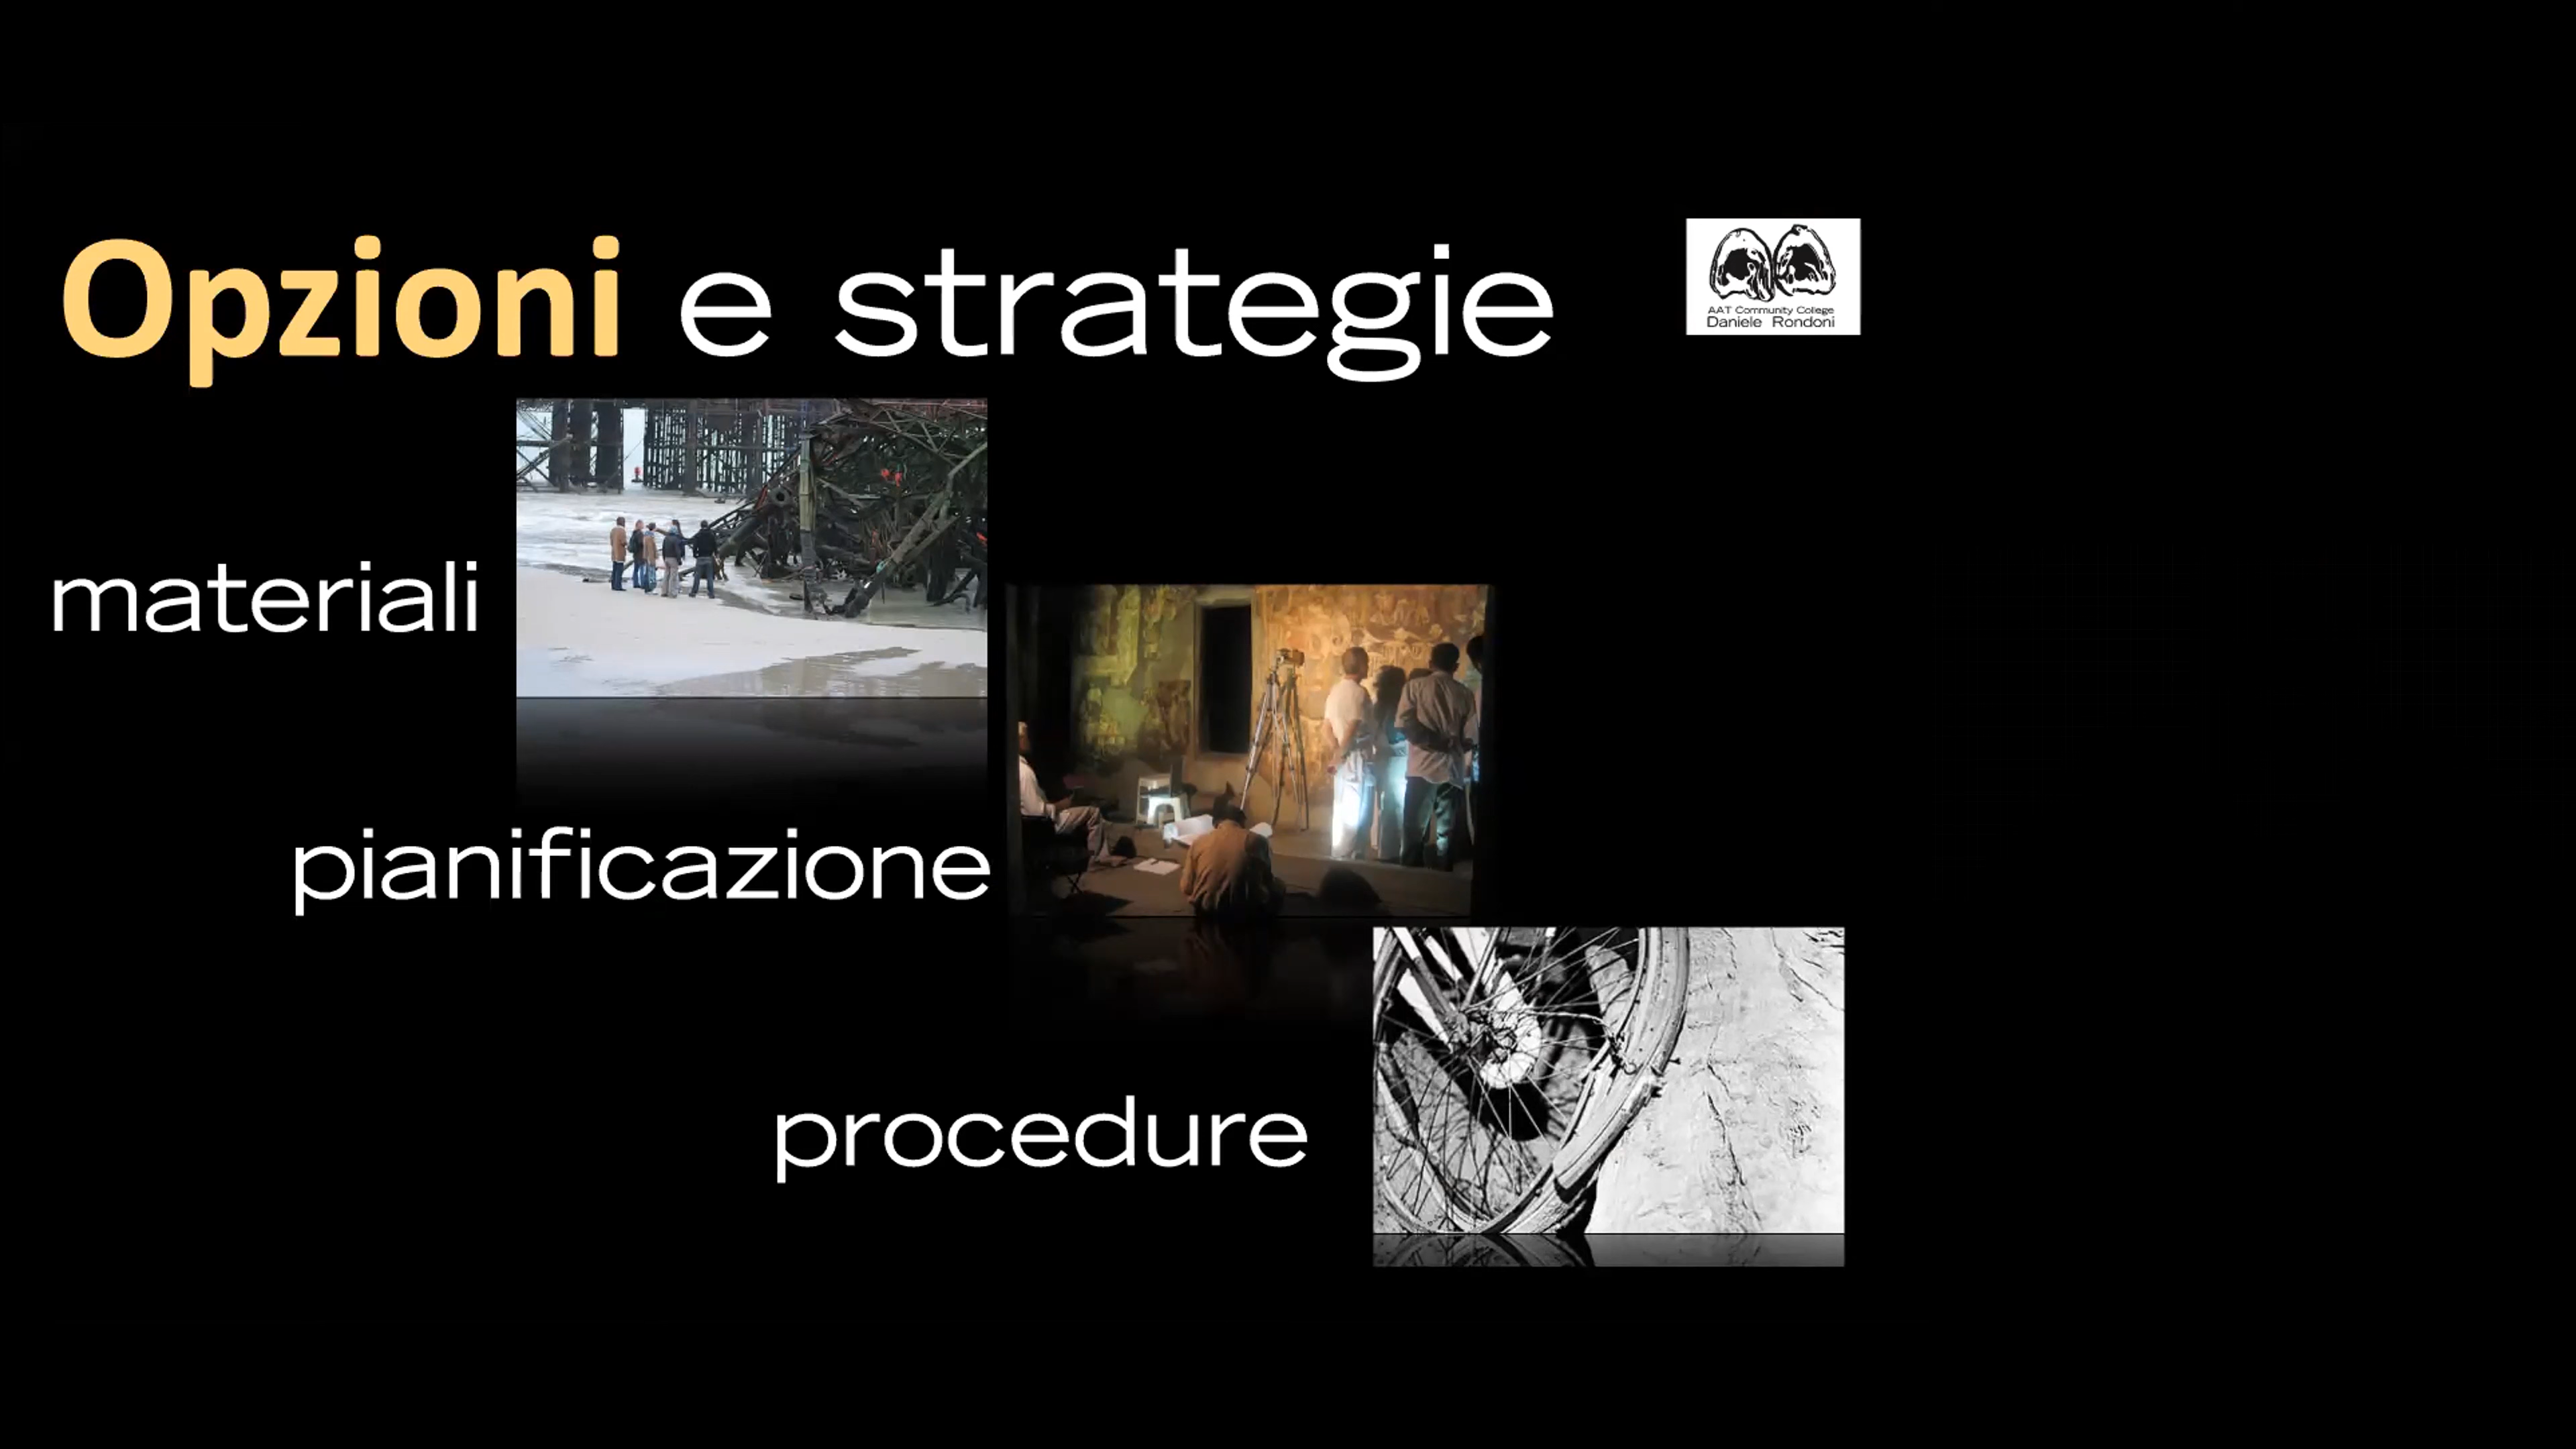 Opzioni e strategie
AAT Community College
Daniele Rondoni
materiali
pianificazione
procedure